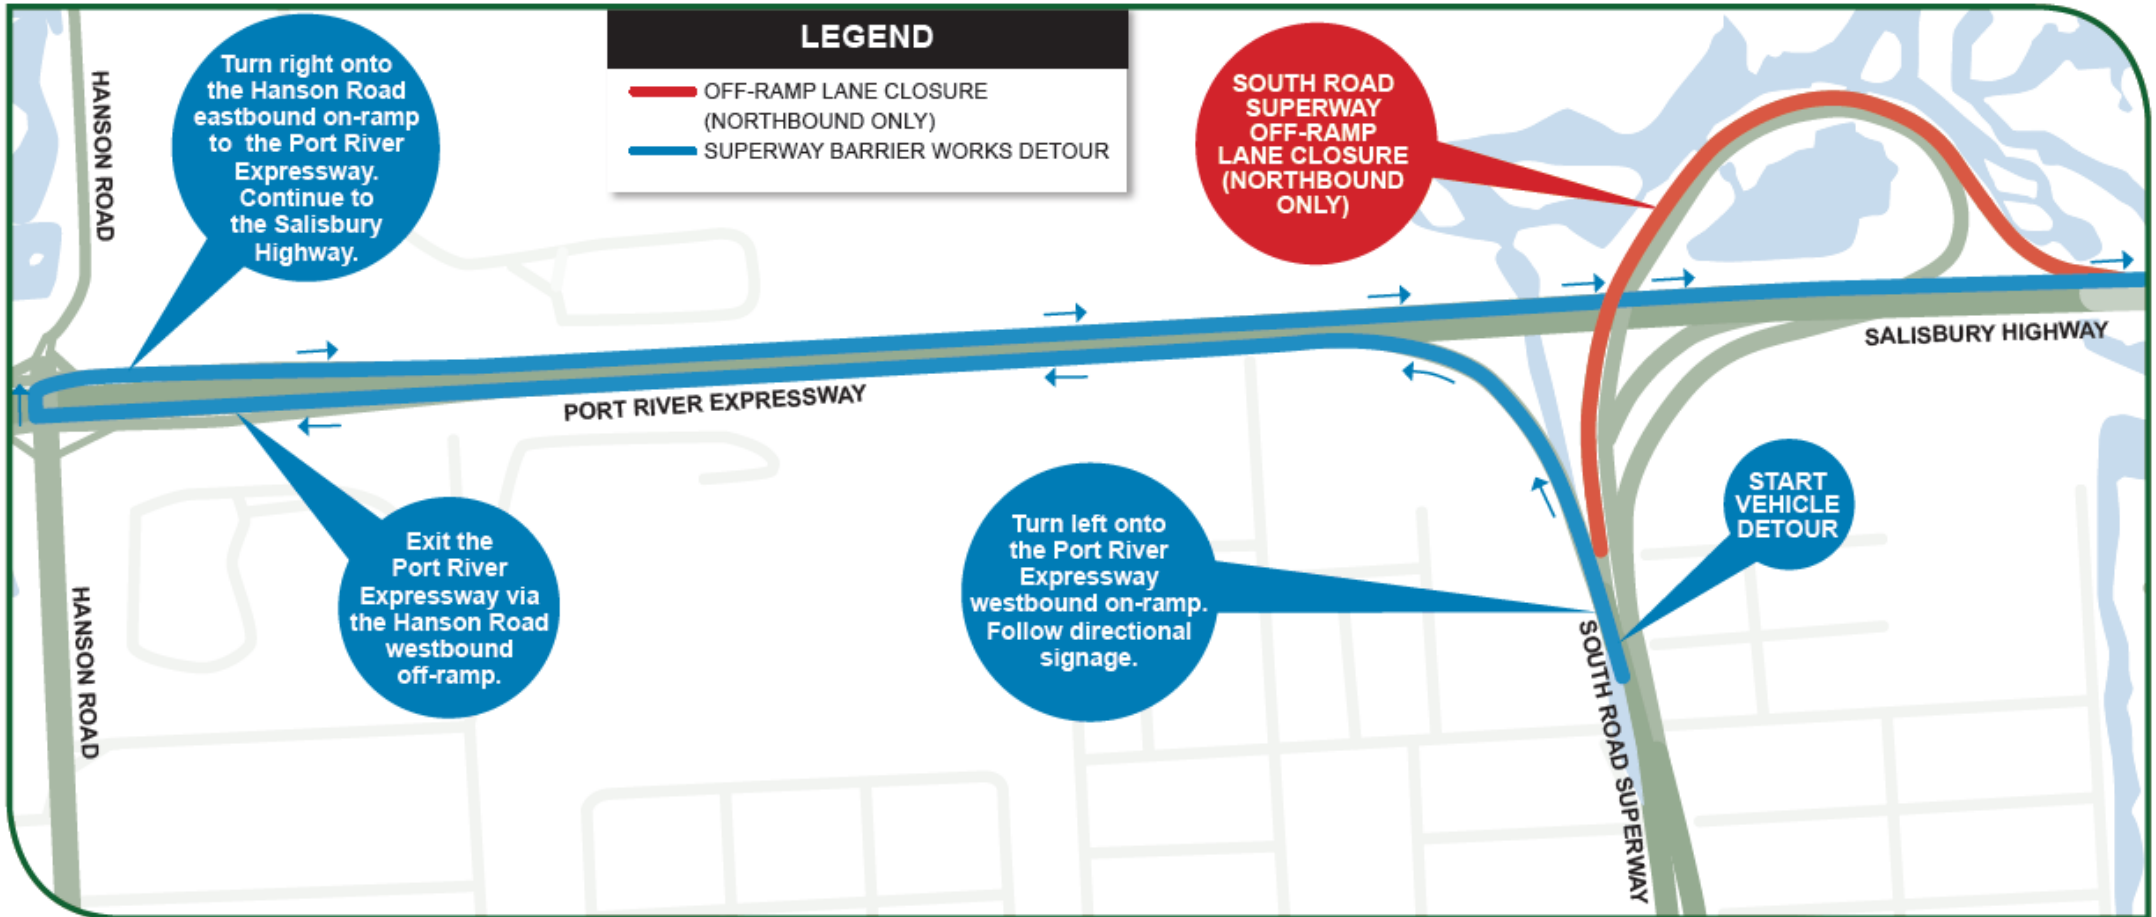 LEGEND
OFF-RAMP LANE CLOSURE
(NORTHBOUND ONLY)
SUPERWAY BARRIER WORKS DETOUR
HANSON ROAD
Turn right onto
the Hanson Road
eastbound on-ramp
to the Port River
Expressway.
Continue to
the Salisbury
Highway.
SOUTH ROAD
SUPERWAY
OFF-RAMP
LANE CLOSURE
(NORTHBOUND
ONLY)
SALISBURY HIGHWAY
PORT RIVER EXPRESSWAY
START
VEHICLE
DETOUR
Turn left onto
the Port River
Expressway
westbound on-ramp.
Follow directional
signage.
Exit the
Port River
Expressway via
the Hanson Road
westbound
off-ramp.
HANSON ROAD
SOUTH ROAD SUPERWAY